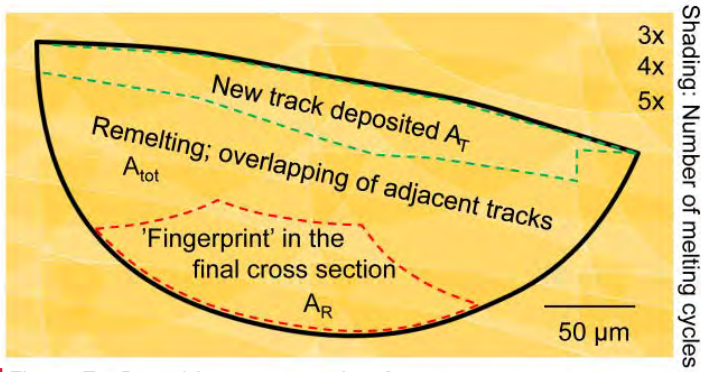 3x
4x
5x
Shading: Number of melting cycles
New track deposited A_T
Remelting; overlapping of adjacent tracks
A_tot
'Fingerprint' in the
final cross section
A_R
50 µm